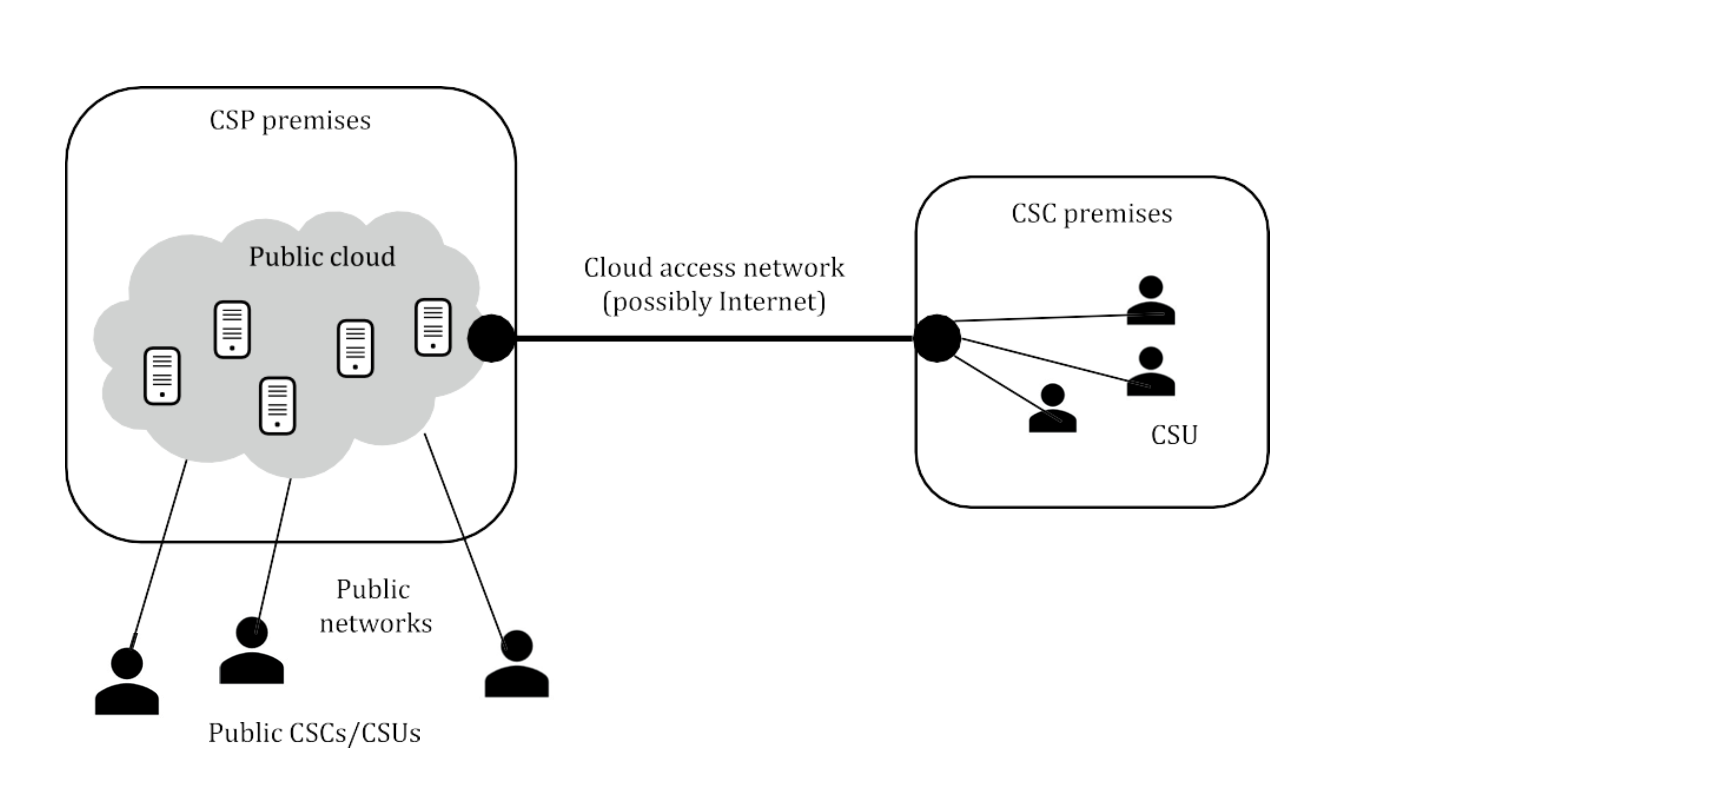 CSP premises
Public cloud
Cloud access network
(possibly Internet)
CSC premises
CSU
Public
networks
Public CSCs/CSUs